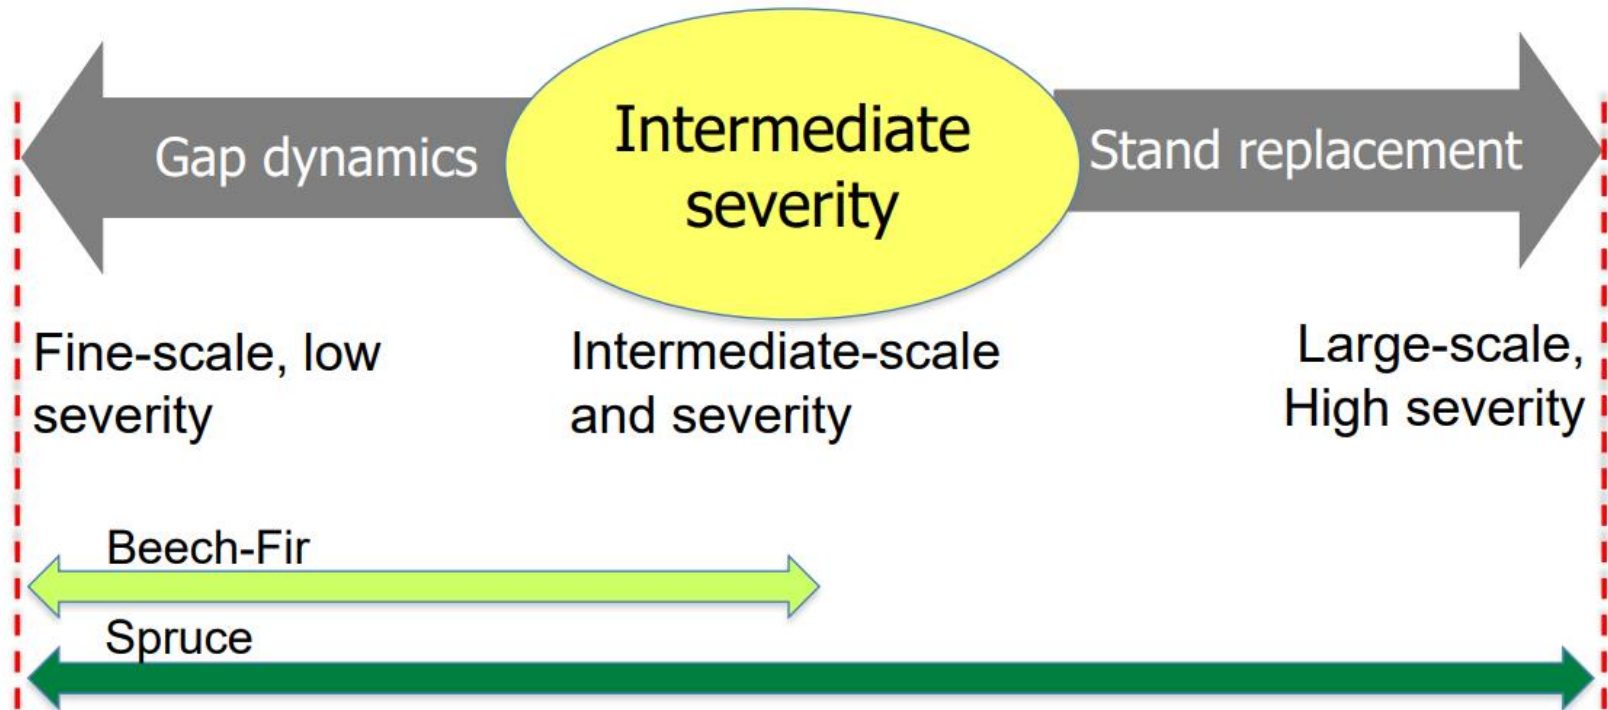 Gap dynamics
Intermediate
severity
Stand replacement
Fine-scale, low
severity
Intermediate-scale
and severity
Large-scale,
High severity
Beech-Fir
Spruce